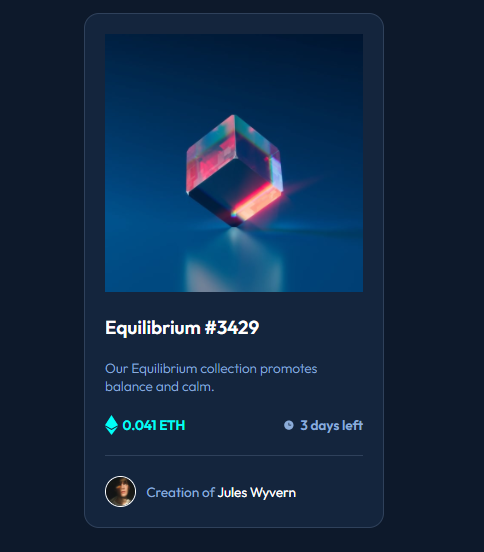 Equilibrium #3429
Our Equilibrium collection promotes
balance and calm.
0.041 ETH
3 days left
Creation of Jules Wyvern